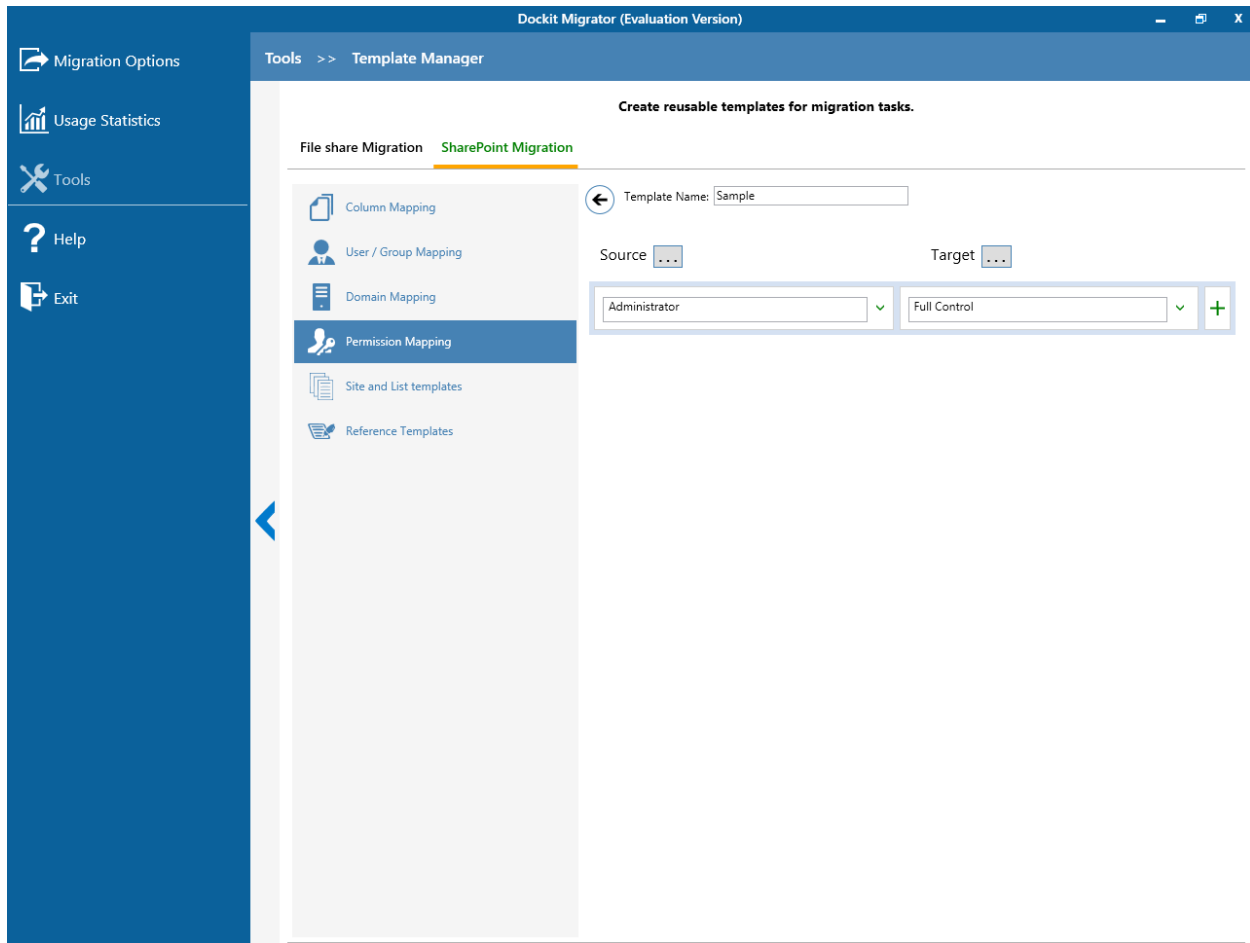 Dockit Migrator (Evaluation Version)
X
Migration Options
Usage Statistics
Tools
Help
Exit
Tools >> Template Manager
Create reusable templates for migration tasks.
File share Migration SharePoint Migration
Column Mapping
User / Group Mapping
Domain Mapping
Permission Mapping
Site and List templates
Reference Templates
Template Name: Sample
Source ... Target ...
Administrator Full Control